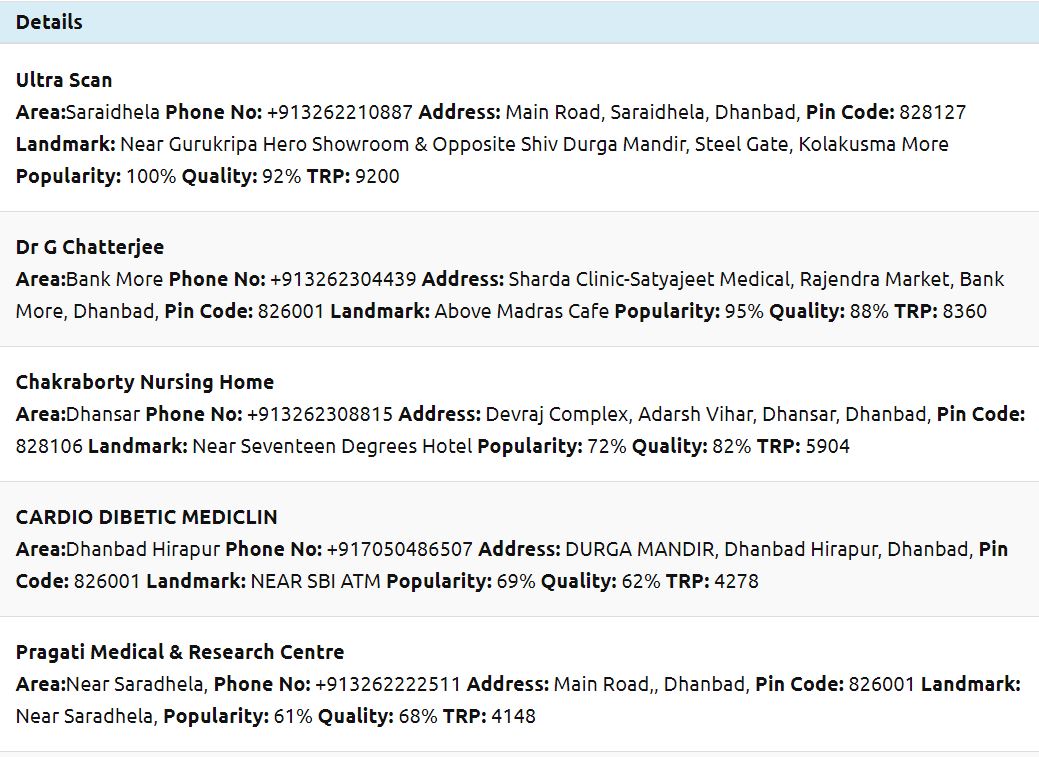 Details
Ultra Scan
Area:Saraidhela Phone No: +913262210887 Address: Main Road, Saraidhela, Dhanbad, Pin Code: 828127
Landmark: Near Gurukripa Hero Showroom & Opposite Shiv Durga Mandir, Steel Gate, Kolakusma More
Popularity: 100% Quality: 92% TRP: 9200
Dr G Chatterjee
Area:Bank More Phone No: +913262304439 Address: Sharda Clinic-Satyajeet Medical, Rajendra Market, Bank
More, Dhanbad, Pin Code: 826001 Landmark: Above Madras Cafe Popularity: 95% Quality: 88% TRP: 8360
Chakraborty Nursing Home
Area:Dhansar Phone No: +913262308815 Address: Devraj Complex, Adarsh Vihar, Dhansar, Dhanbad, Pin Code:
828106 Landmark: Near Seventeen Degrees Hotel Popularity: 72% Quality: 82% TRP: 5904
CARDIO DIBETIC MEDICLIN
Area:Dhanbad Hirapur Phone No: +917050486507 Address: DURGA MANDIR, Dhanbad Hirapur, Dhanbad, Pin
Code: 826001 Landmark: NEAR SBI ATM Popularity: 69% Quality: 62% TRP: 4278
Pragati Medical & Research Centre
Area:Near Saradhela, Phone No: +913262222511 Address: Main Road,, Dhanbad, Pin Code: 826001 Landmark:
Near Saradhela, Popularity: 61% Quality: 68% TRP: 4148